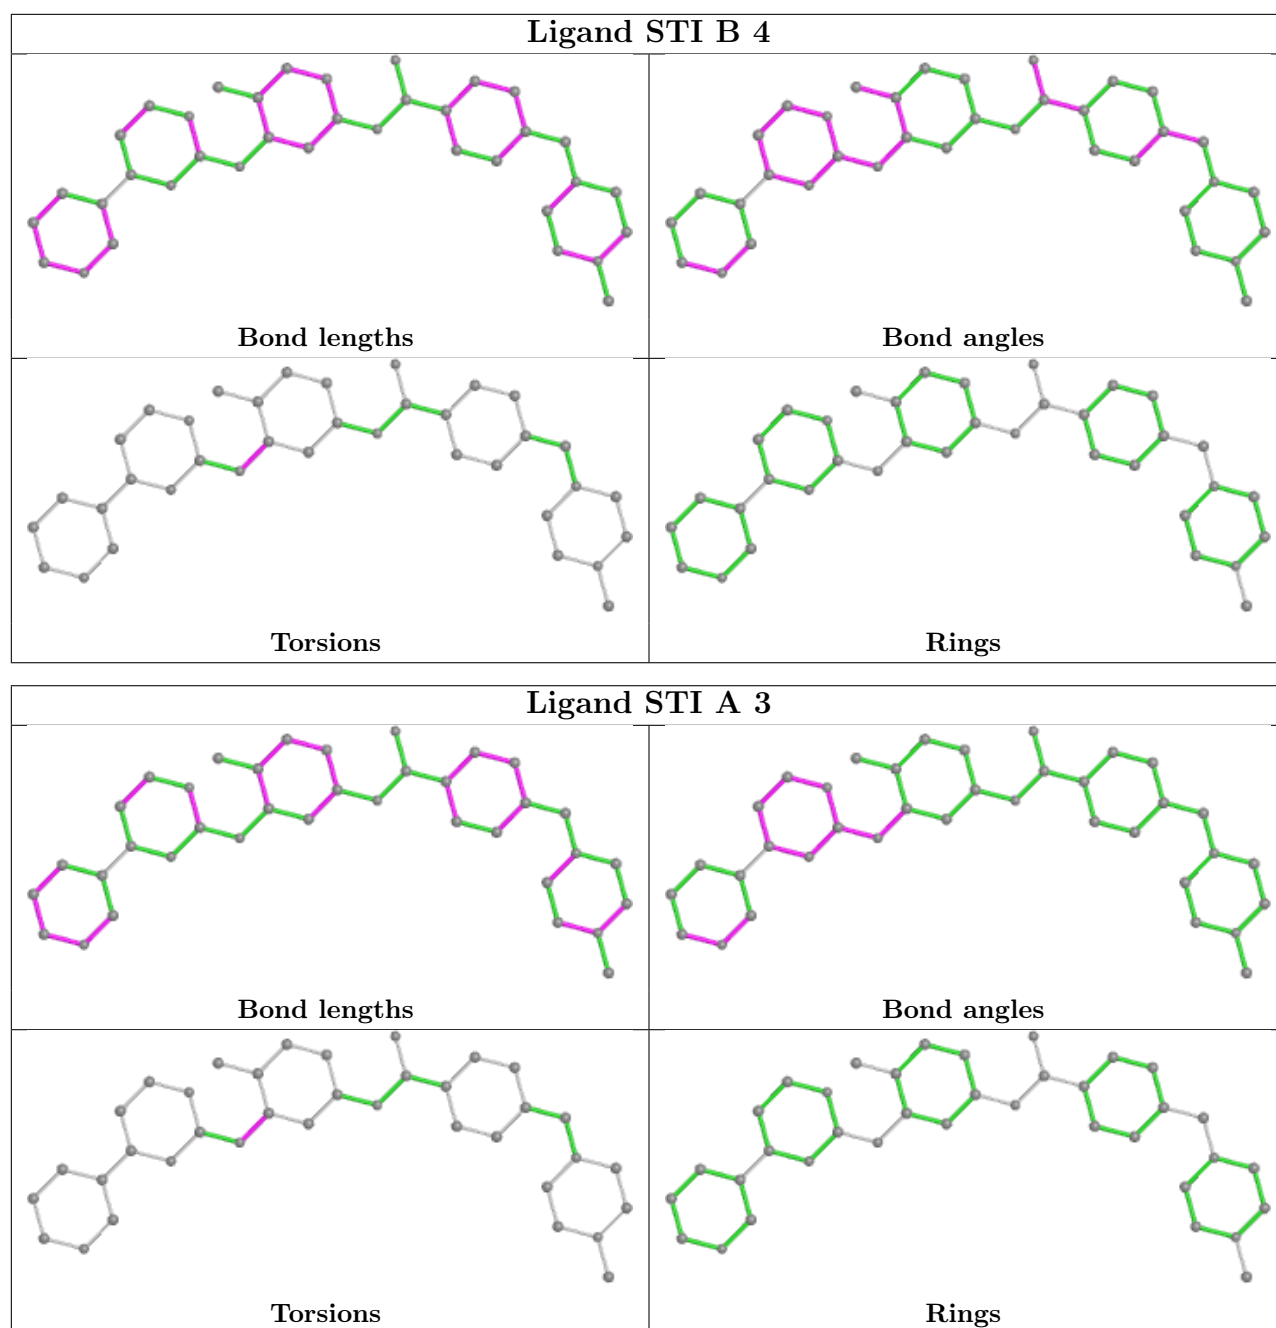 Ligand STI B 4
Bond lengths
Bond angles
Torsions
Rings
Ligand STI A 3
Bond lengths
Bond angles
Torsions
Rings